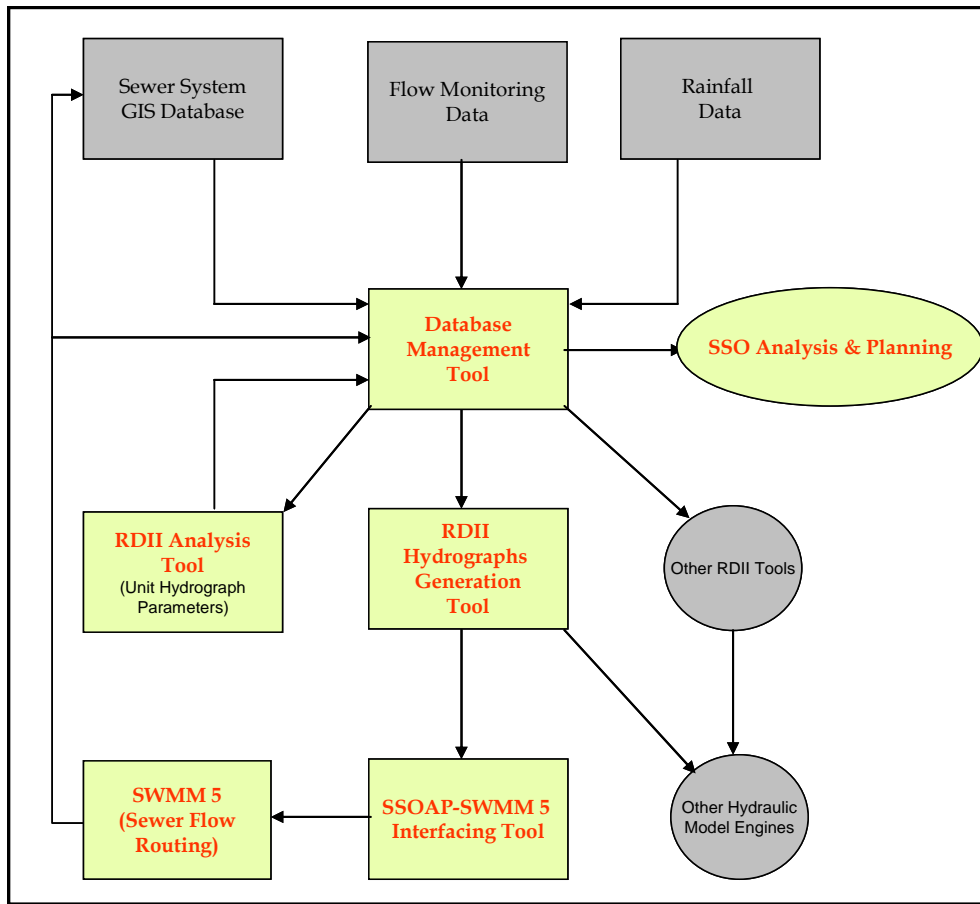 Sewer System
GIS Database
Flow Monitoring
Data
Rainfall
Data
Database
Management
Tool
SSO Analysis & Planning
RDII Analysis
Tool
(Unit Hydrograph
Parameters)
RDII
Hydrographs
Generation
Tool
Other RDII Tools
SWMM 5
(Sewer Flow
Routing)
SSOAP-SWMM 5
Interfacing Tool
Other Hydraulic
Model Engines